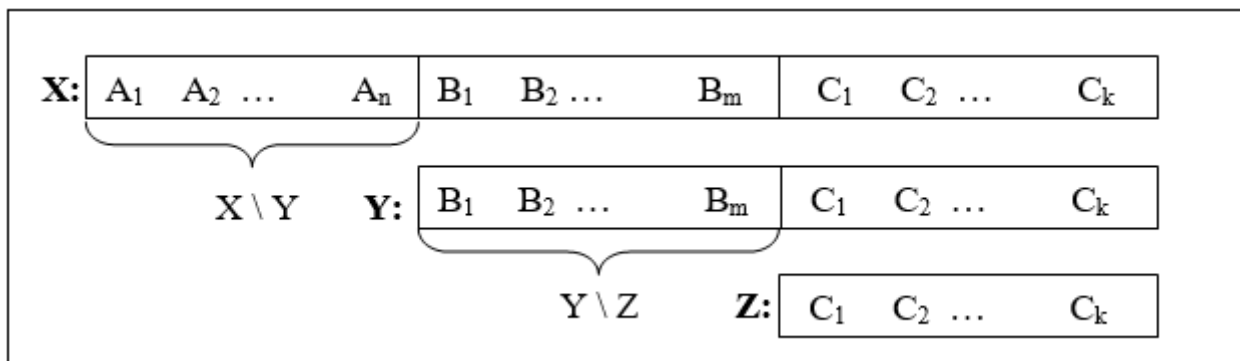 X: A₁ A₂ … Aₙ B₁ B₂ … Bₘ C₁ C₂ … Cₖ
X \ Y Y: B₁ B₂ … Bₘ C₁ C₂ … Cₖ
Y \ Z Z: C₁ C₂ … Cₖ